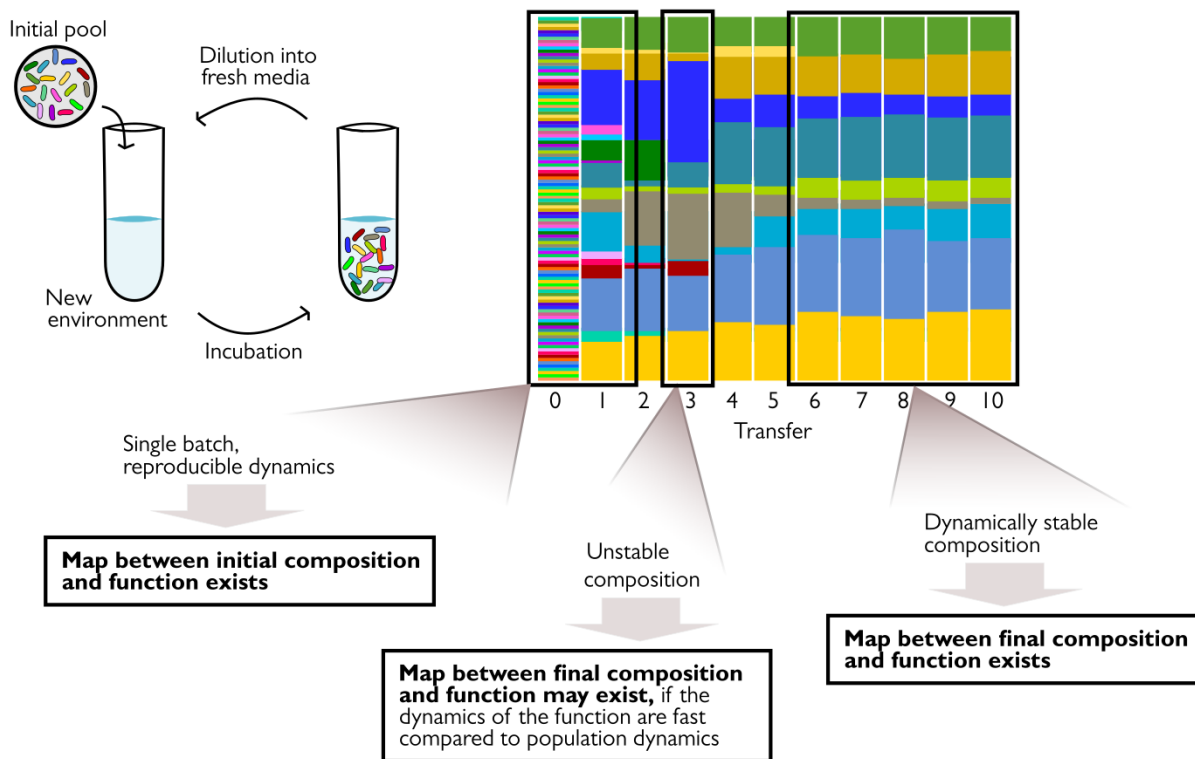 Initial pool
Dilution into
fresh media
New
environment
Incubation
0 1 2 3 4 5 6 7 8 9 10
Transfer
Single batch,
reproducible dynamics
Map between initial composition
and function exists
Unstable
composition
Map between final composition
and function may exist, if the
dynamics of the function are fast
compared to population dynamics
Dynamically stable
composition
Map between final composition
and function exists